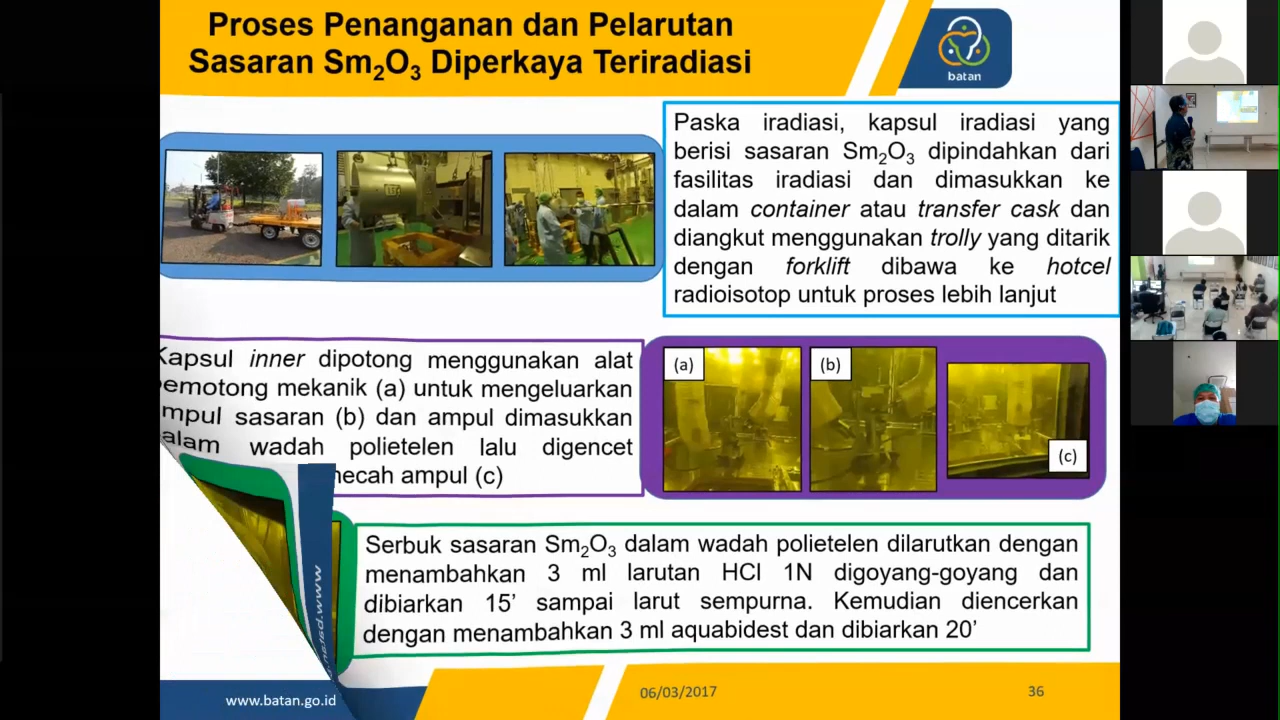 Proses Penanganan dan Pelarutan
Sasaran Sm2O3 Diperkaya Teriradiasi
batan
Paska iradiasi, kapsul iradiasi yang
berisi sasaran Sm2O3 dipindahkan dari
fasilitas iradiasi dan dimasukkan ke
dalam container atau transfer cask dan
diangkut menggunakan trolly yang ditarik
dengan forklift dibawa ke hotcel
radioisotop untuk proses lebih lanjut
Kapsul inner dipotong menggunakan alat
pemotong mekanik (a) untuk mengeluarkan
mpul sasaran (b) dan ampul dimasukkan
alam wadah polietelen lalu digencet
mecah ampul (c)
(a)
(b)
(c)
Serbuk sasaran Sm2O3 dalam wadah polietelen dilarutkan dengan
menambahkan 3 ml larutan HCl 1N digoyang-goyang dan
dibiarkan 15’ sampai larut sempurna. Kemudian diencerkan
dengan menambahkan 3 ml aquabidest dan dibiarkan 20’
www.batan.go.id
06/03/2017
36